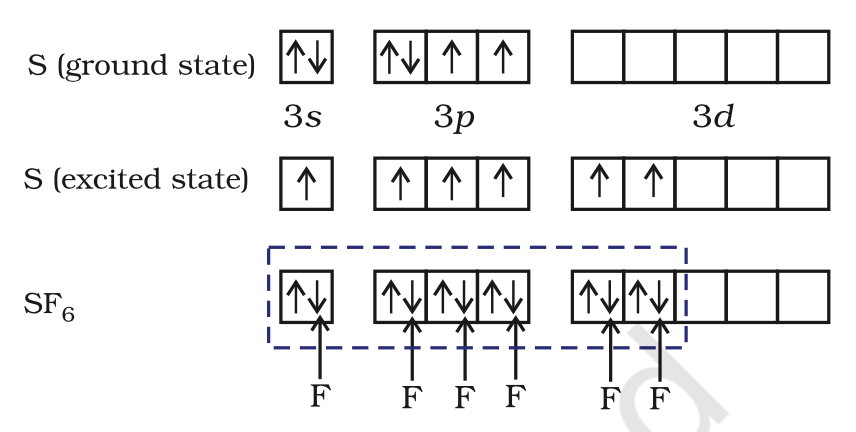 S (ground state)
3s 3p 3d
S (excited state)
SF₆
F F F F F F
d